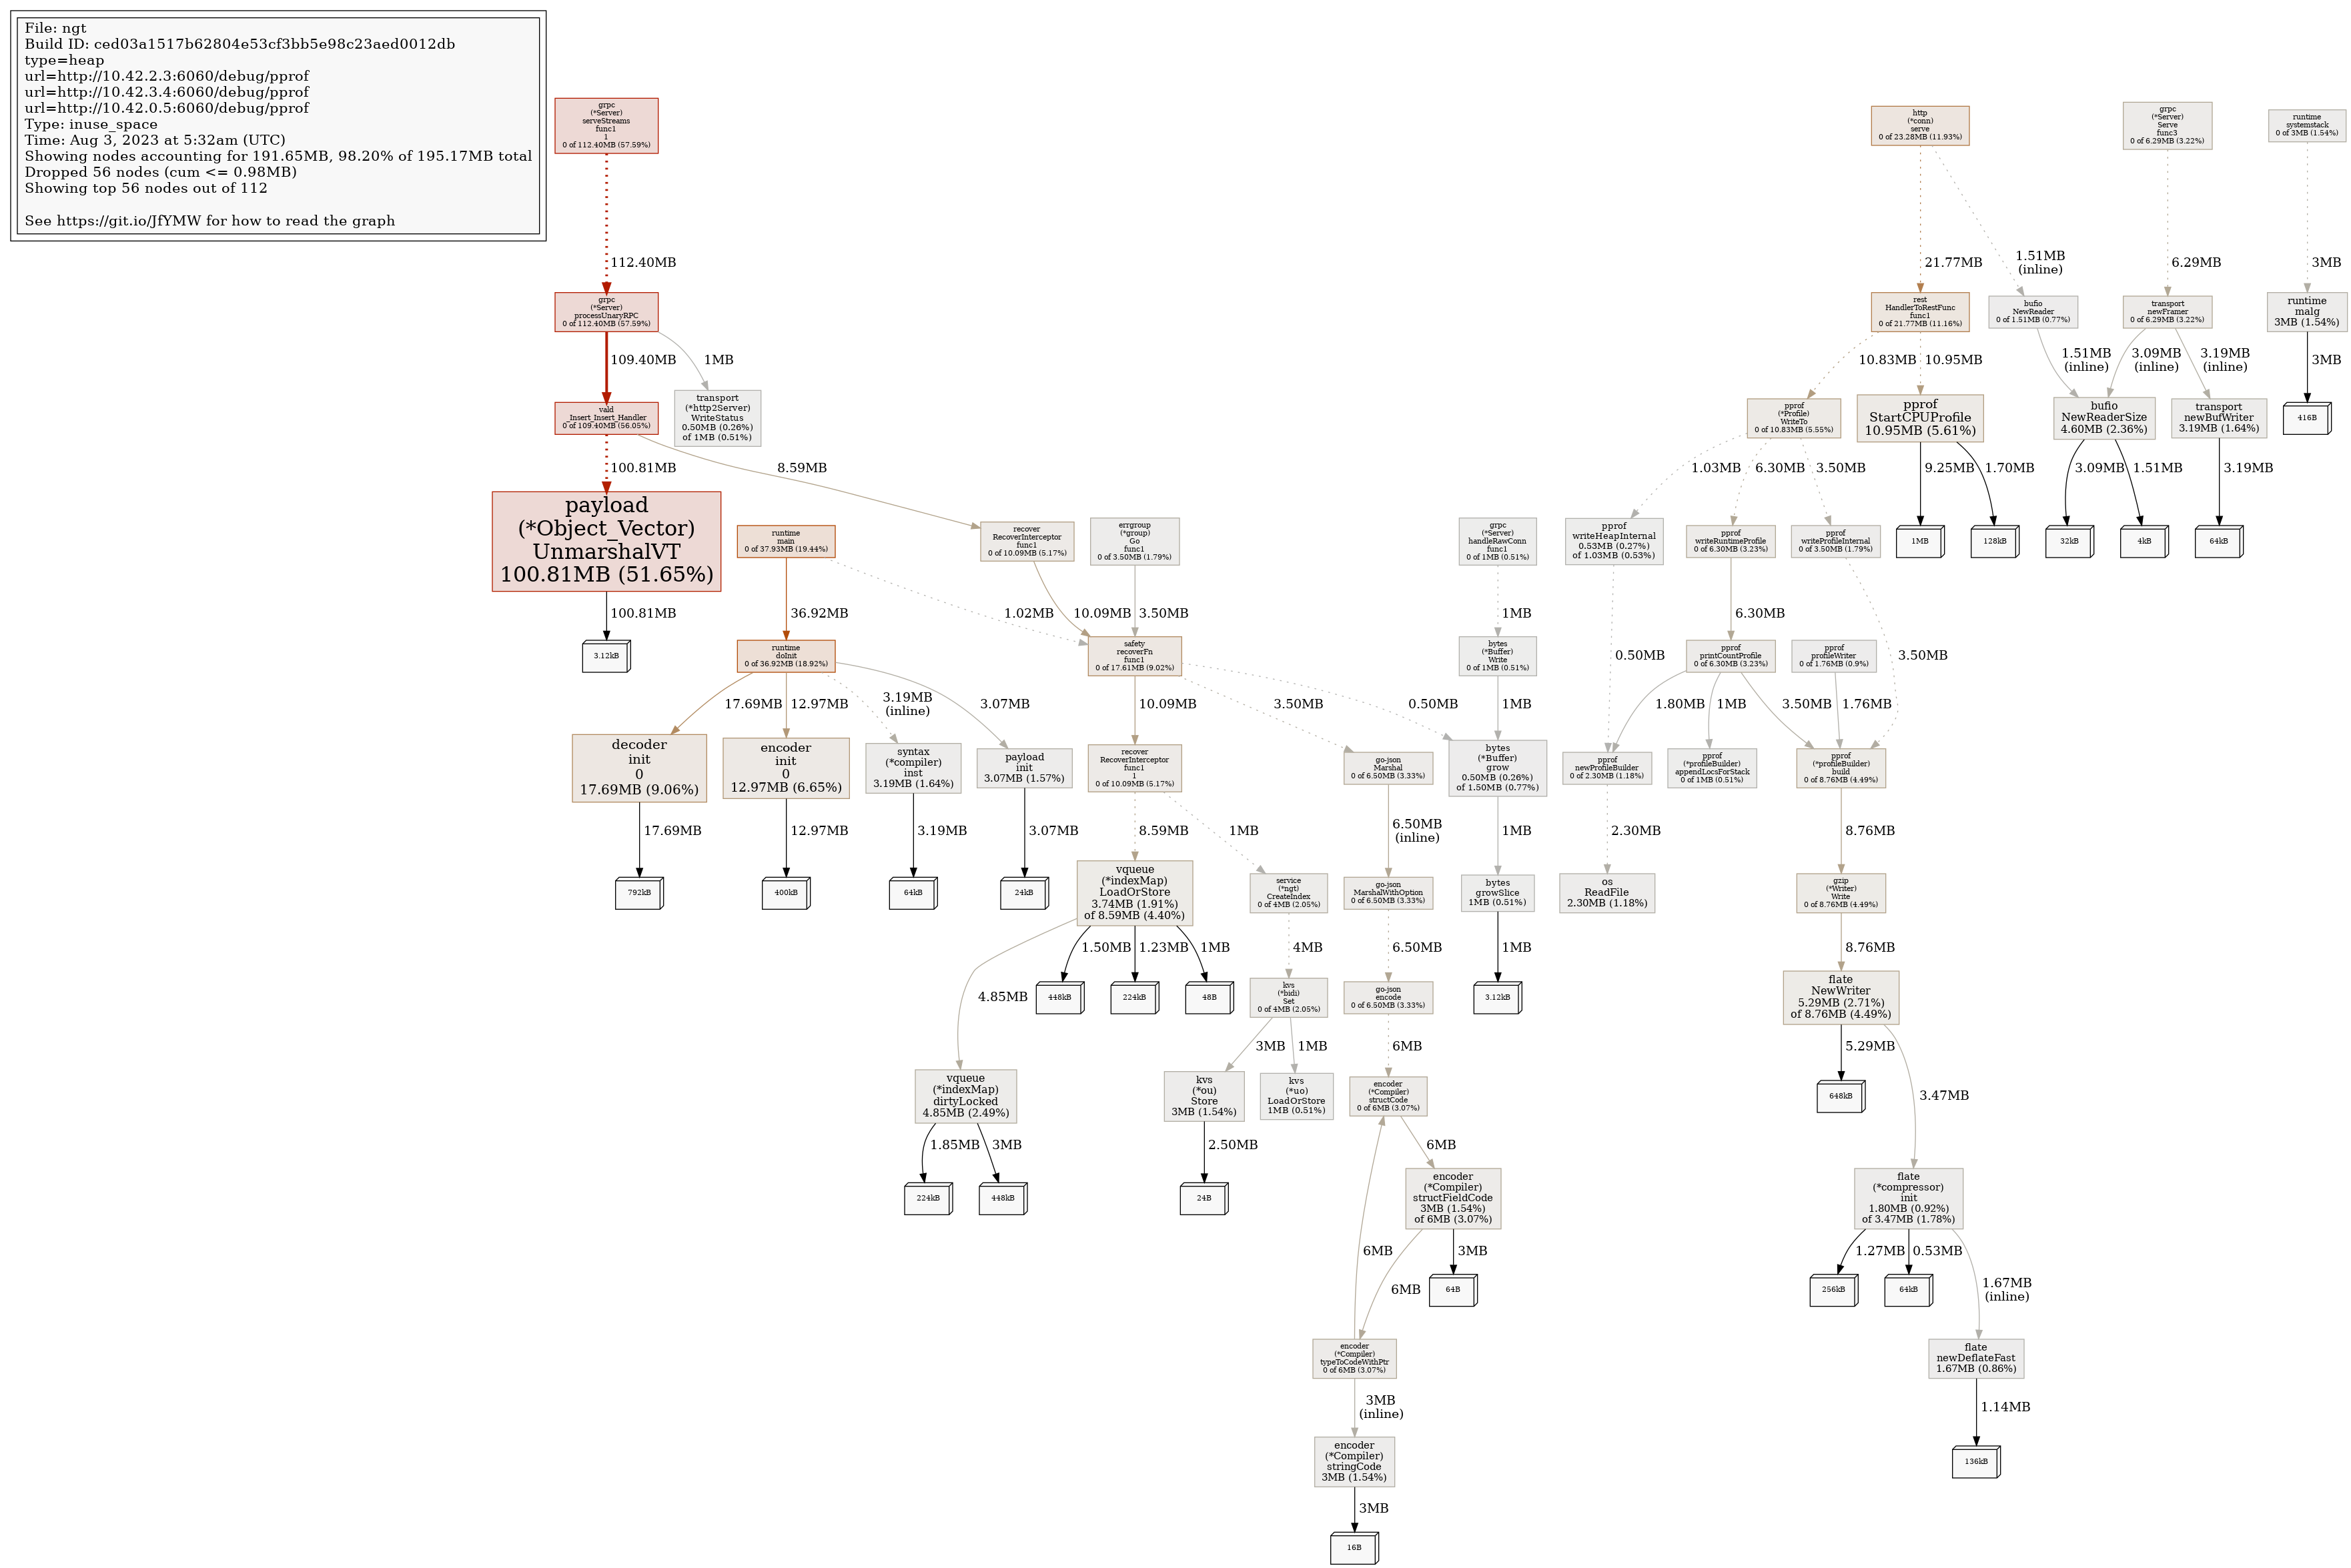 File: ngt
Build ID: ced03a1517b62804e53cf3bb5e98c23aed0012db
type=heap
url=http://10.42.2.3:6060/debug/pprof
url=http://10.42.3.4:6060/debug/pprof
url=http://10.42.0.5:6060/debug/pprof
Type: inuse_space
Time: Aug 3, 2023 at 5:32am (UTC)
Showing nodes accounting for 191.65MB, 98.20% of 195.17MB total
Dropped 56 nodes (cum <= 0.98MB)
Showing top 56 nodes out of 112
See https://git.io/JfYMW for how to read the graph
grpc
(*Server)
serveStreams
func1
1
0 of 112.40MB (57.59%)
http
(*conn)
serve
0 of 23.28MB (11.93%)
grpc
(*Server)
Serve
func3
0 of 6.29MB (3.22%)
runtime
systemstack
0 of 3MB (1.54%)
112.40MB
21.77MB
1.51MB
(inline)
6.29MB
3MB
grpc
(*Server)
processUnaryRPC
0 of 112.40MB (57.59%)
rest
HandlerToRestFunc
func1
0 of 21.77MB (11.16%)
bufio
NewReader
0 of 1.51MB (0.77%)
transport
newFramer
0 of 6.29MB (3.22%)
runtime
malg
3MB (1.54%)
109.40MB
1MB
10.83MB
10.95MB
1.51MB
(inline)
3.09MB
(inline)
3.19MB
(inline)
3MB
vald
_Insert_Insert_Handler
0 of 109.40MB (56.05%)
transport
(*http2Server)
WriteStatus
0.50MB (0.26%)
of 1MB (0.51%)
pprof
(*Profile)
WriteTo
0 of 10.83MB (5.55%)
pprof
StartCPUProfile
10.95MB (5.61%)
bufio
NewReaderSize
4.60MB (2.36%)
transport
newBufWriter
3.19MB (1.64%)
416B
100.81MB
8.59MB
1.03MB
6.30MB
3.50MB
9.25MB
1.70MB
3.09MB
1.51MB
3.19MB
payload
(*Object_Vector)
UnmarshalVT
100.81MB (51.65%)
runtime
main
0 of 37.93MB (19.44%)
recover
RecoverInterceptor
func1
0 of 10.09MB (5.17%)
errgroup
(*group)
Go
func1
0 of 3.50MB (1.79%)
grpc
(*Server)
handleRawConn
func1
0 of 1MB (0.51%)
pprof
writeHeapInternal
0.53MB (0.27%)
of 1.03MB (0.53%)
pprof
writeRuntimeProfile
0 of 6.30MB (3.23%)
pprof
writeProfileInternal
0 of 3.50MB (1.79%)
1MB
128kB
32kB
4kB
64kB
100.81MB
36.92MB
1.02MB
10.09MB
3.50MB
1MB
0.50MB
6.30MB
3.50MB
3.12kB
runtime
doInit
0 of 36.92MB (18.92%)
safety
recoverFn
func1
0 of 17.61MB (9.02%)
bytes
(*Buffer)
Write
0 of 1MB (0.51%)
pprof
printCountProfile
0 of 6.30MB (3.23%)
pprof
profileWriter
0 of 1.76MB (0.9%)
17.69MB
12.97MB
3.19MB
(inline)
3.07MB
10.09MB
3.50MB
0.50MB
1MB
1.80MB
1MB
3.50MB
1.76MB
decoder
init
0
17.69MB (9.06%)
encoder
init
0
12.97MB (6.65%)
syntax
(*compiler)
inst
3.19MB (1.64%)
payload
init
3.07MB (1.57%)
recover
RecoverInterceptor
func1
1
0 of 10.09MB (5.17%)
go-json
Marshal
0 of 6.50MB (3.33%)
bytes
(*Buffer)
grow
0.50MB (0.26%)
of 1.50MB (0.77%)
pprof
newProfileBuilder
0 of 2.30MB (1.18%)
pprof
(*profileBuilder)
appendLocsForStack
0 of 1MB (0.51%)
pprof
(*profileBuilder)
build
0 of 8.76MB (4.49%)
17.69MB
12.97MB
3.19MB
3.07MB
8.59MB
1MB
6.50MB
(inline)
1MB
2.30MB
8.76MB
792kB
400kB
64kB
24kB
vqueue
(*indexMap)
LoadOrStore
3.74MB (1.91%)
of 8.59MB (4.40%)
service
(*ngt)
CreateIndex
0 of 4MB (2.05%)
go-json
MarshalWithOption
0 of 6.50MB (3.33%)
bytes
growSlice
1MB (0.51%)
os
ReadFile
2.30MB (1.18%)
gzip
(*Writer)
Write
0 of 8.76MB (4.49%)
4.85MB
1.50MB
1.23MB
1MB
4MB
6.50MB
1MB
8.76MB
448kB
224kB
48B
kvs
(*bidi)
Set
0 of 4MB (2.05%)
go-json
encode
0 of 6.50MB (3.33%)
3.12kB
flate
NewWriter
5.29MB (2.71%)
of 8.76MB (4.49%)
3MB
1MB
6MB
5.29MB
3.47MB
vqueue
(*indexMap)
dirtyLocked
4.85MB (2.49%)
kvs
(*ou)
Store
3MB (1.54%)
kvs
(*uo)
LoadOrStore
1MB (0.51%)
encoder
(*Compiler)
structCode
0 of 6MB (3.07%)
648kB
1.85MB
3MB
2.50MB
6MB
224kB
448kB
24B
encoder
(*Compiler)
structFieldCode
3MB (1.54%)
of 6MB (3.07%)
flate
(*compressor)
init
1.80MB (0.92%)
of 3.47MB (1.78%)
6MB
6MB
3MB
1.27MB
0.53MB
1.67MB
(inline)
64B
256kB
64kB
encoder
(*Compiler)
typeToCodeWithPtr
0 of 6MB (3.07%)
flate
newDeflateFast
1.67MB (0.86%)
3MB
(inline)
1.14MB
encoder
(*Compiler)
stringCode
3MB (1.54%)
136kB
3MB
16B